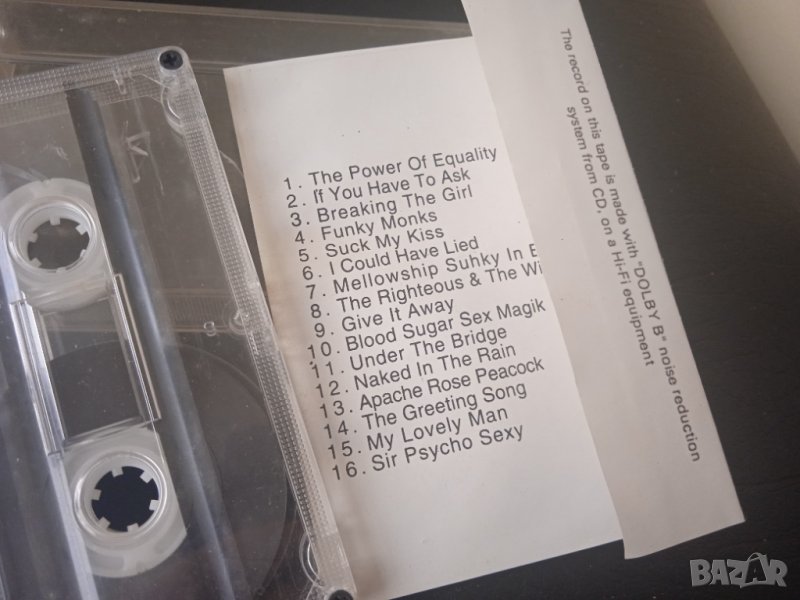 1. The Power Of Equality
2. If You Have To Ask
3. Breaking The Girl
4. Funky Monks
5. Suck My Kiss
6. I Could Have Lied
7. Mellowship Suhky In
8. The Righteous & The
9. Give It Away
10. Blood Sugar Sex Magik
11. Under The Bridge
12. Naked In The Rain
13. Apache Rose Peacock
14. The Greeting Song
15. My Lovely Man
16. Sir Psycho Sexy
The record on this tape is made with "DOLBY B" noise reduction
system from CD, on a Hi-Fi equipment
BAZAR